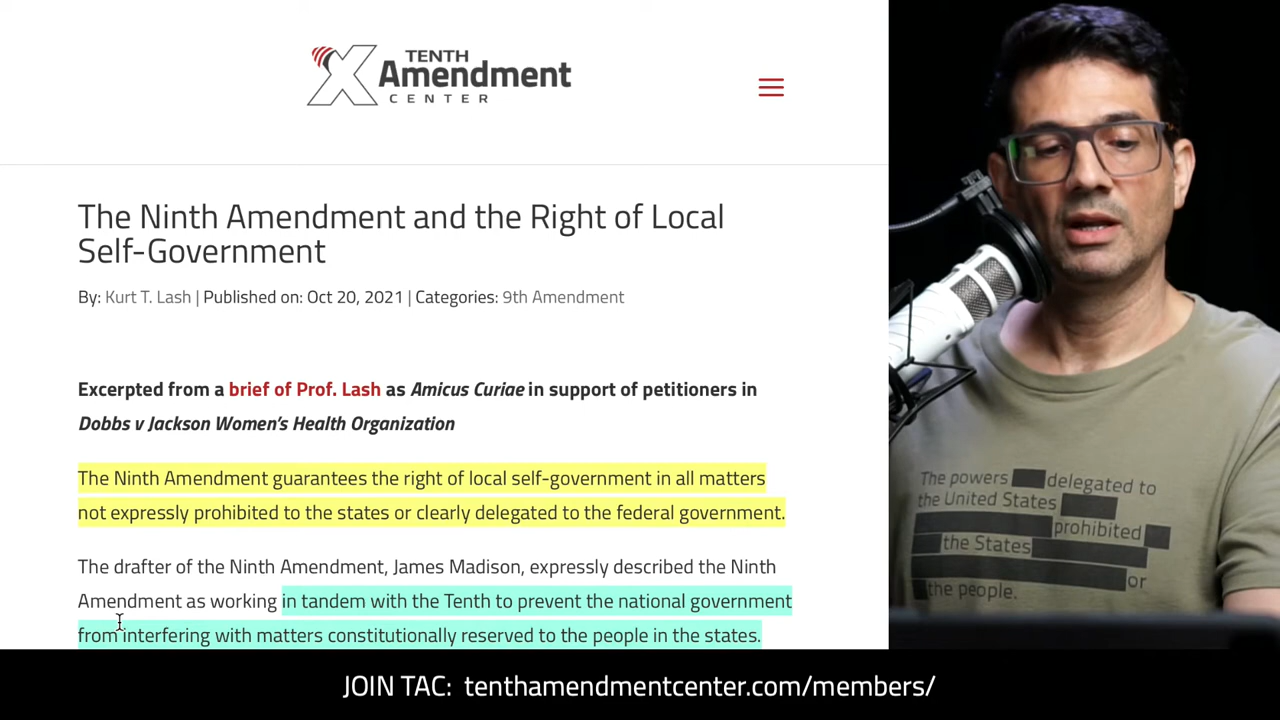 TENTH
Amendment
CENTER
The Ninth Amendment and the Right of Local
Self-Government
By: Kurt T. Lash | Published on: Oct 20, 2021 | Categories: 9th Amendment
Excerpted from a brief of Prof. Lash as Amicus Curiae in support of petitioners in
Dobbs v Jackson Women's Health Organization
The Ninth Amendment guarantees the right of local self-government in all matters
not expressly prohibited to the states or clearly delegated to the federal government.
The drafter of the Ninth Amendment, James Madison, expressly described the Ninth
Amendment as working in tandem with the Tenth to prevent the national government
from interfering with matters constitutionally reserved to the people in the states.
The powers delegated to
the United States
prohibited
the States
or
the people.
JOIN TAC: tenthamendmentcenter.com/members/